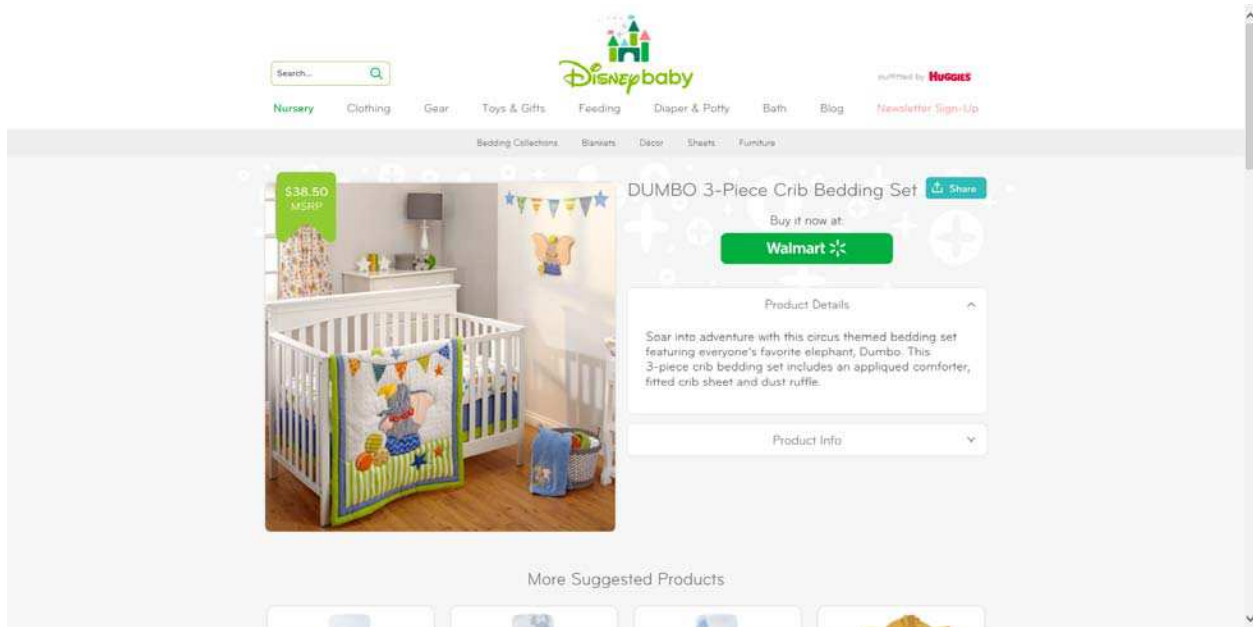 Disney baby
Search...
HUGGIES
Nursery Clothing Gear Toys & Gifts Feeding Diaper & Potty Bath Blog Newsletter Sign-Up
Bedding Collections Blankets Décor Sheets Furniture
$38.50
MSRP
DUMBO 3-Piece Crib Bedding Set
Share
Buy it now at:
Walmart
Product Details
Soar into adventure with this circus themed bedding set
featuring everyone's favorite elephant, Dumbo. This
3-piece crib bedding set includes an appliqued comforter,
fitted crib sheet and dust ruffle.
Product Info
More Suggested Products